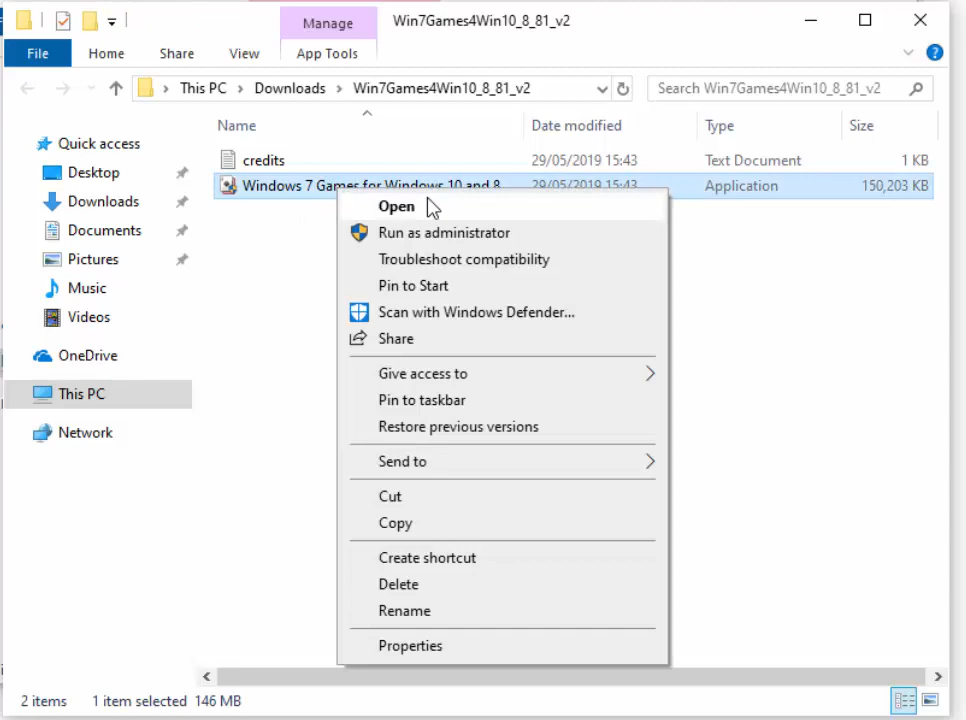 Manage
Win7Games4Win10_8_81_v2
File
Home
Share
View
App Tools
This PC
Downloads
Win7Games4Win10_8_81_v2
Search Win7Games4Win10_8_81_v2
Name
Date modified
Type
Size
Quick access
Desktop
Downloads
Documents
Pictures
Music
Videos
OneDrive
This PC
Network
credits
29/05/2019 15:43
Text Document
1 KB
Windows 7 Games for Windows 10 and 8
29/05/2019 15:43
Application
150,203 KB
Open
Run as administrator
Troubleshoot compatibility
Pin to Start
Scan with Windows Defender...
Share
Give access to
Pin to taskbar
Restore previous versions
Send to
Cut
Copy
Create shortcut
Delete
Rename
Properties
2 items
1 item selected
146 MB